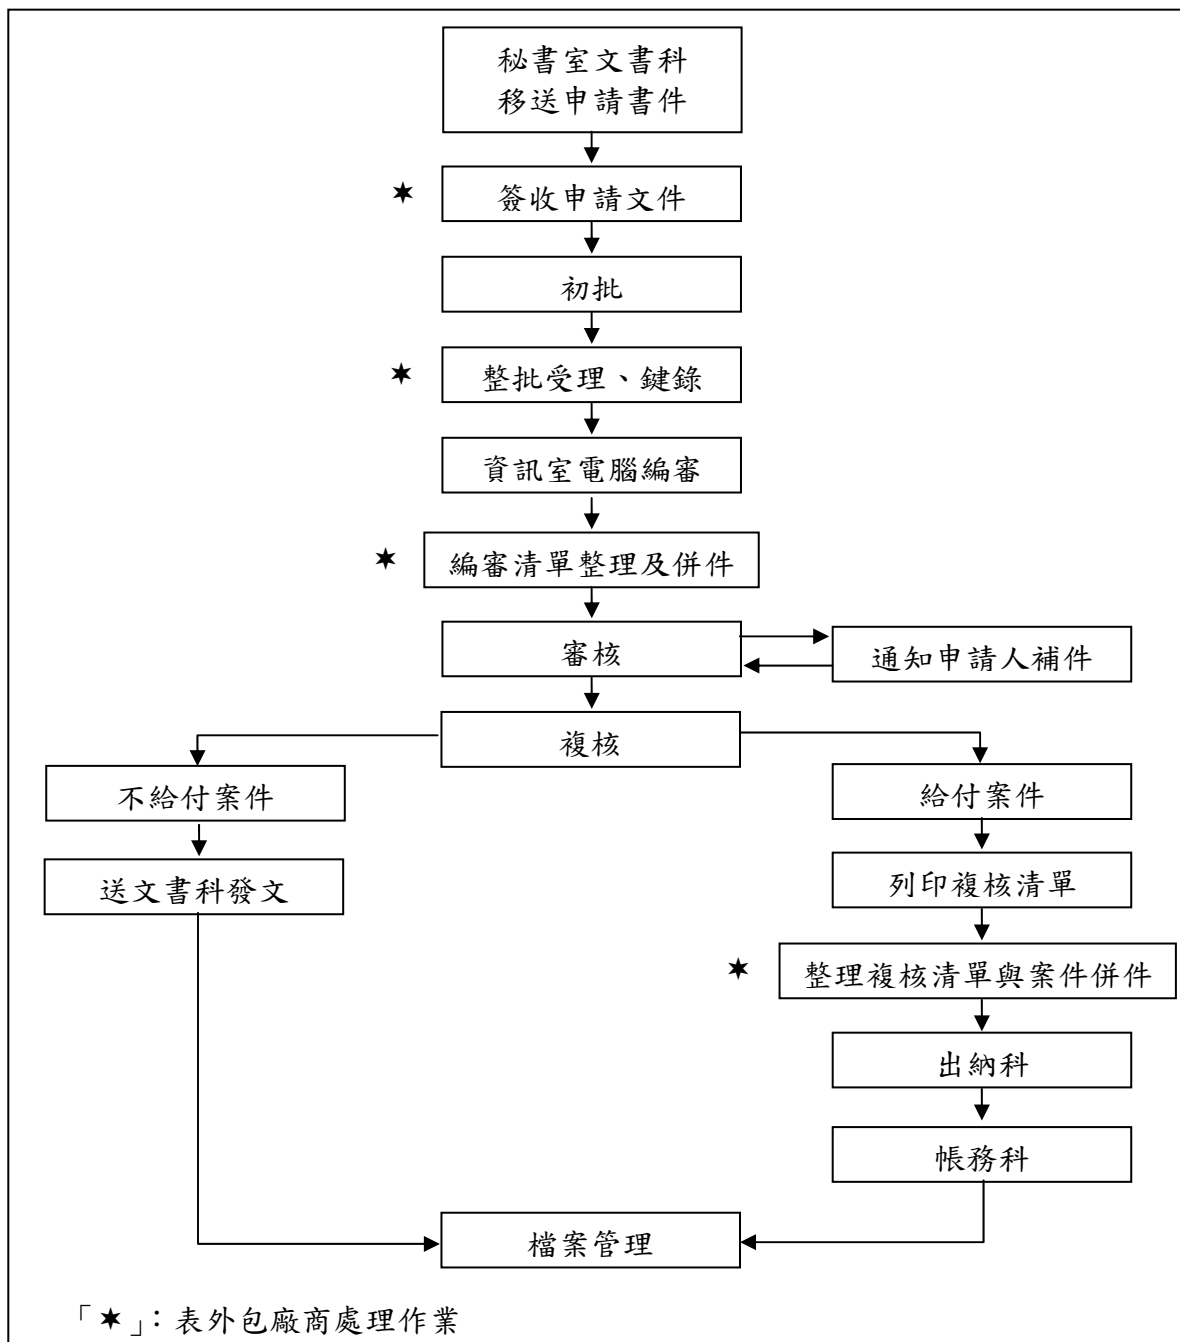 秘書室文書科
移送申請書件
★ 簽收申請文件
初批
★ 整批受理、鍵錄
資訊室電腦編審
★ 編審清單整理及併件
審核
通知申請人補件
複核
不給付案件
給付案件
送文書科發文
列印複核清單
★ 整理複核清單與案件併件
出納科
帳務科
檔案管理
「★」：表外包廠商處理作業